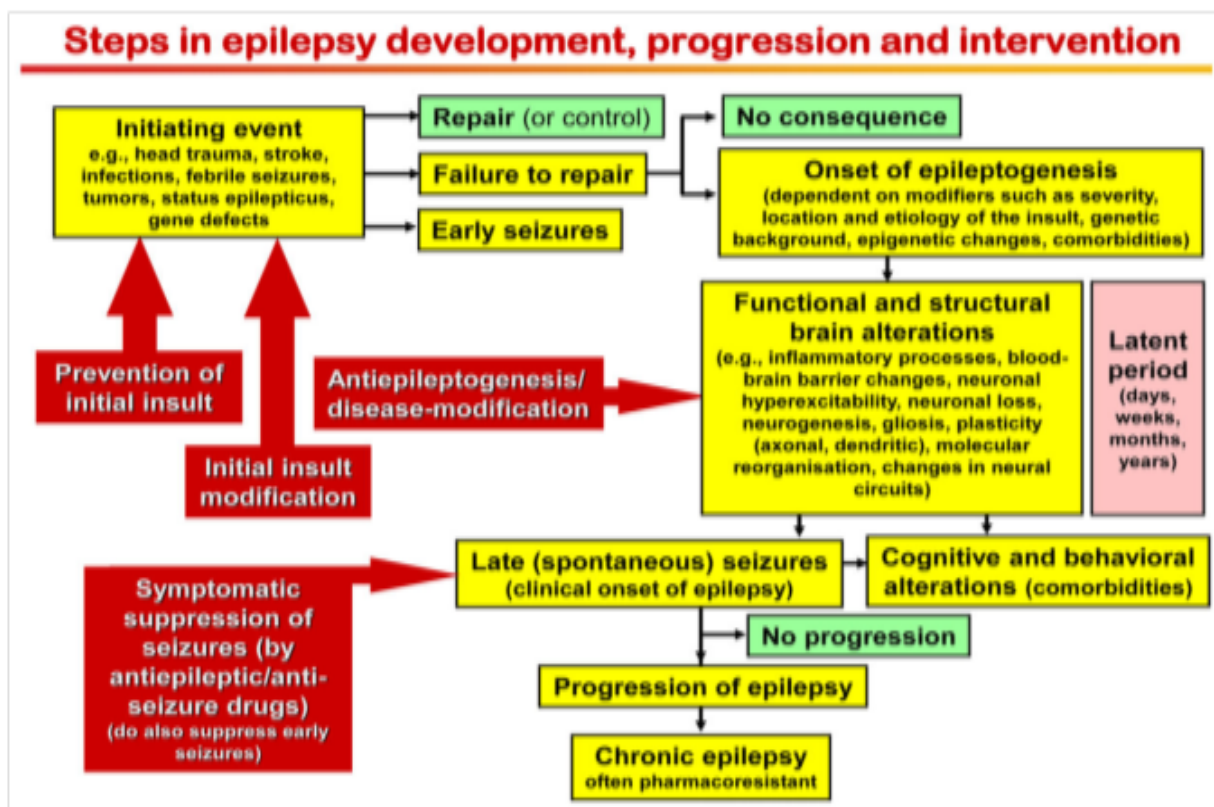 Steps in epilepsy development, progression and intervention
Initiating event
e.g., head trauma, stroke,
infections, febrile seizures,
tumors, status epilepticus,
gene defects
Repair (or control)
Failure to repair
Early seizures
No consequence
Onset of epileptogenesis
(dependent on modifiers such as severity,
location and etiology of the insult, genetic
background, epigenetic changes, comorbidities)
Functional and structural
brain alterations
(e.g., inflammatory processes, blood-
brain barrier changes, neuronal
hyperexcitability, neuronal loss,
neurogenesis, gliosis, plasticity
(axonal, dendritic), molecular
reorganisation, changes in neural
circuits)
Latent
period
(days,
weeks,
months,
years)
Prevention of
initial insult
Antiepileptogenesis/
disease-modification
Initial insult
modification
Late (spontaneous) seizures
(clinical onset of epilepsy)
Cognitive and behavioral
alterations (comorbidities)
Symptomatic
suppression of
seizures (by
antiepileptic/anti-
seizure drugs)
(do also suppress early
seizures)
No progression
Progression of epilepsy
Chronic epilepsy
often pharmacoresistant